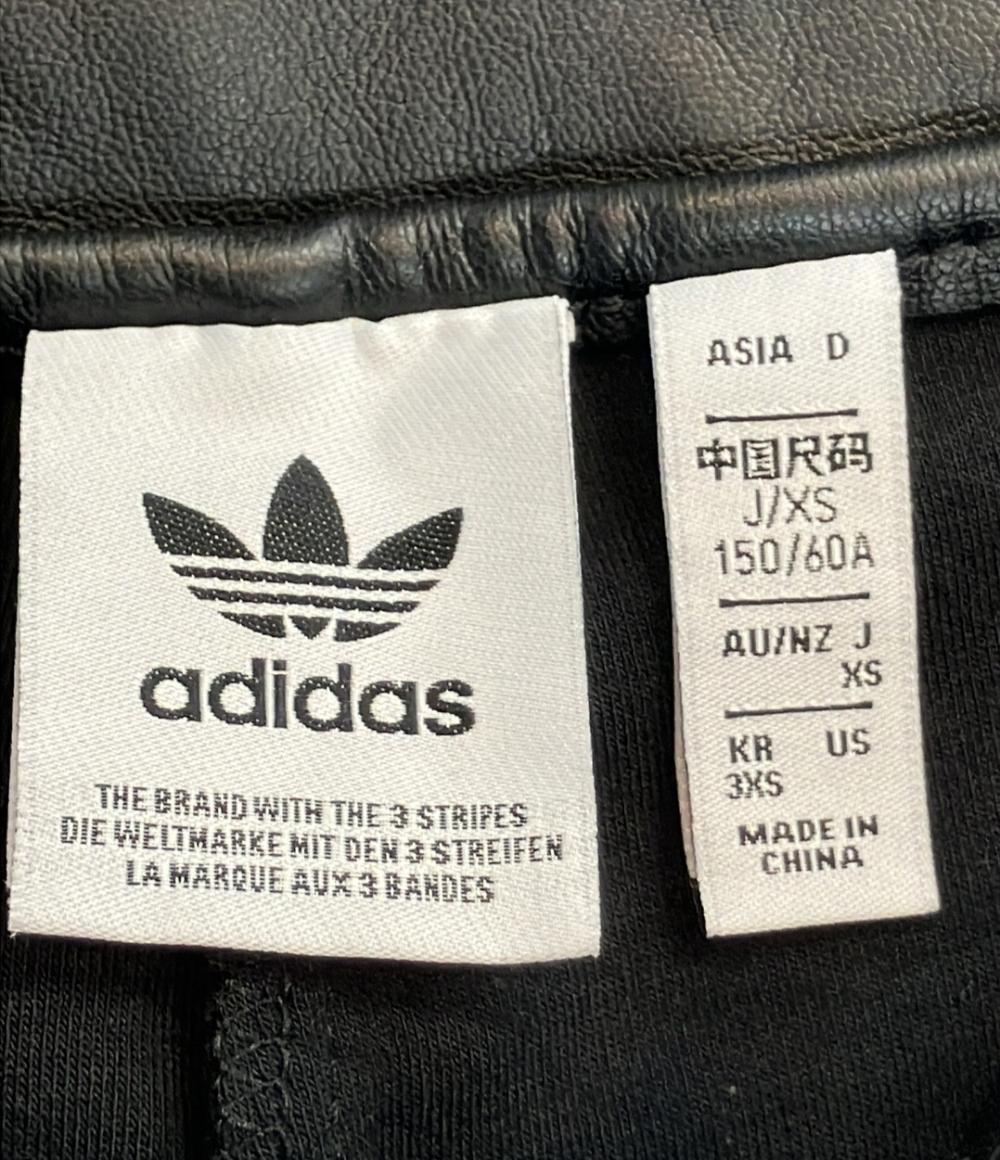 adidas
THE BRAND WITH THE 3 STRIPES
DIE WELTMARKE MIT DEN 3 STREIFEN
LA MARQUE AUX 3 BANDES
ASIA D
中国尺码
J/XS
150/60A
AU/NZ J
XS
KR US
3XS
MADE IN
CHINA